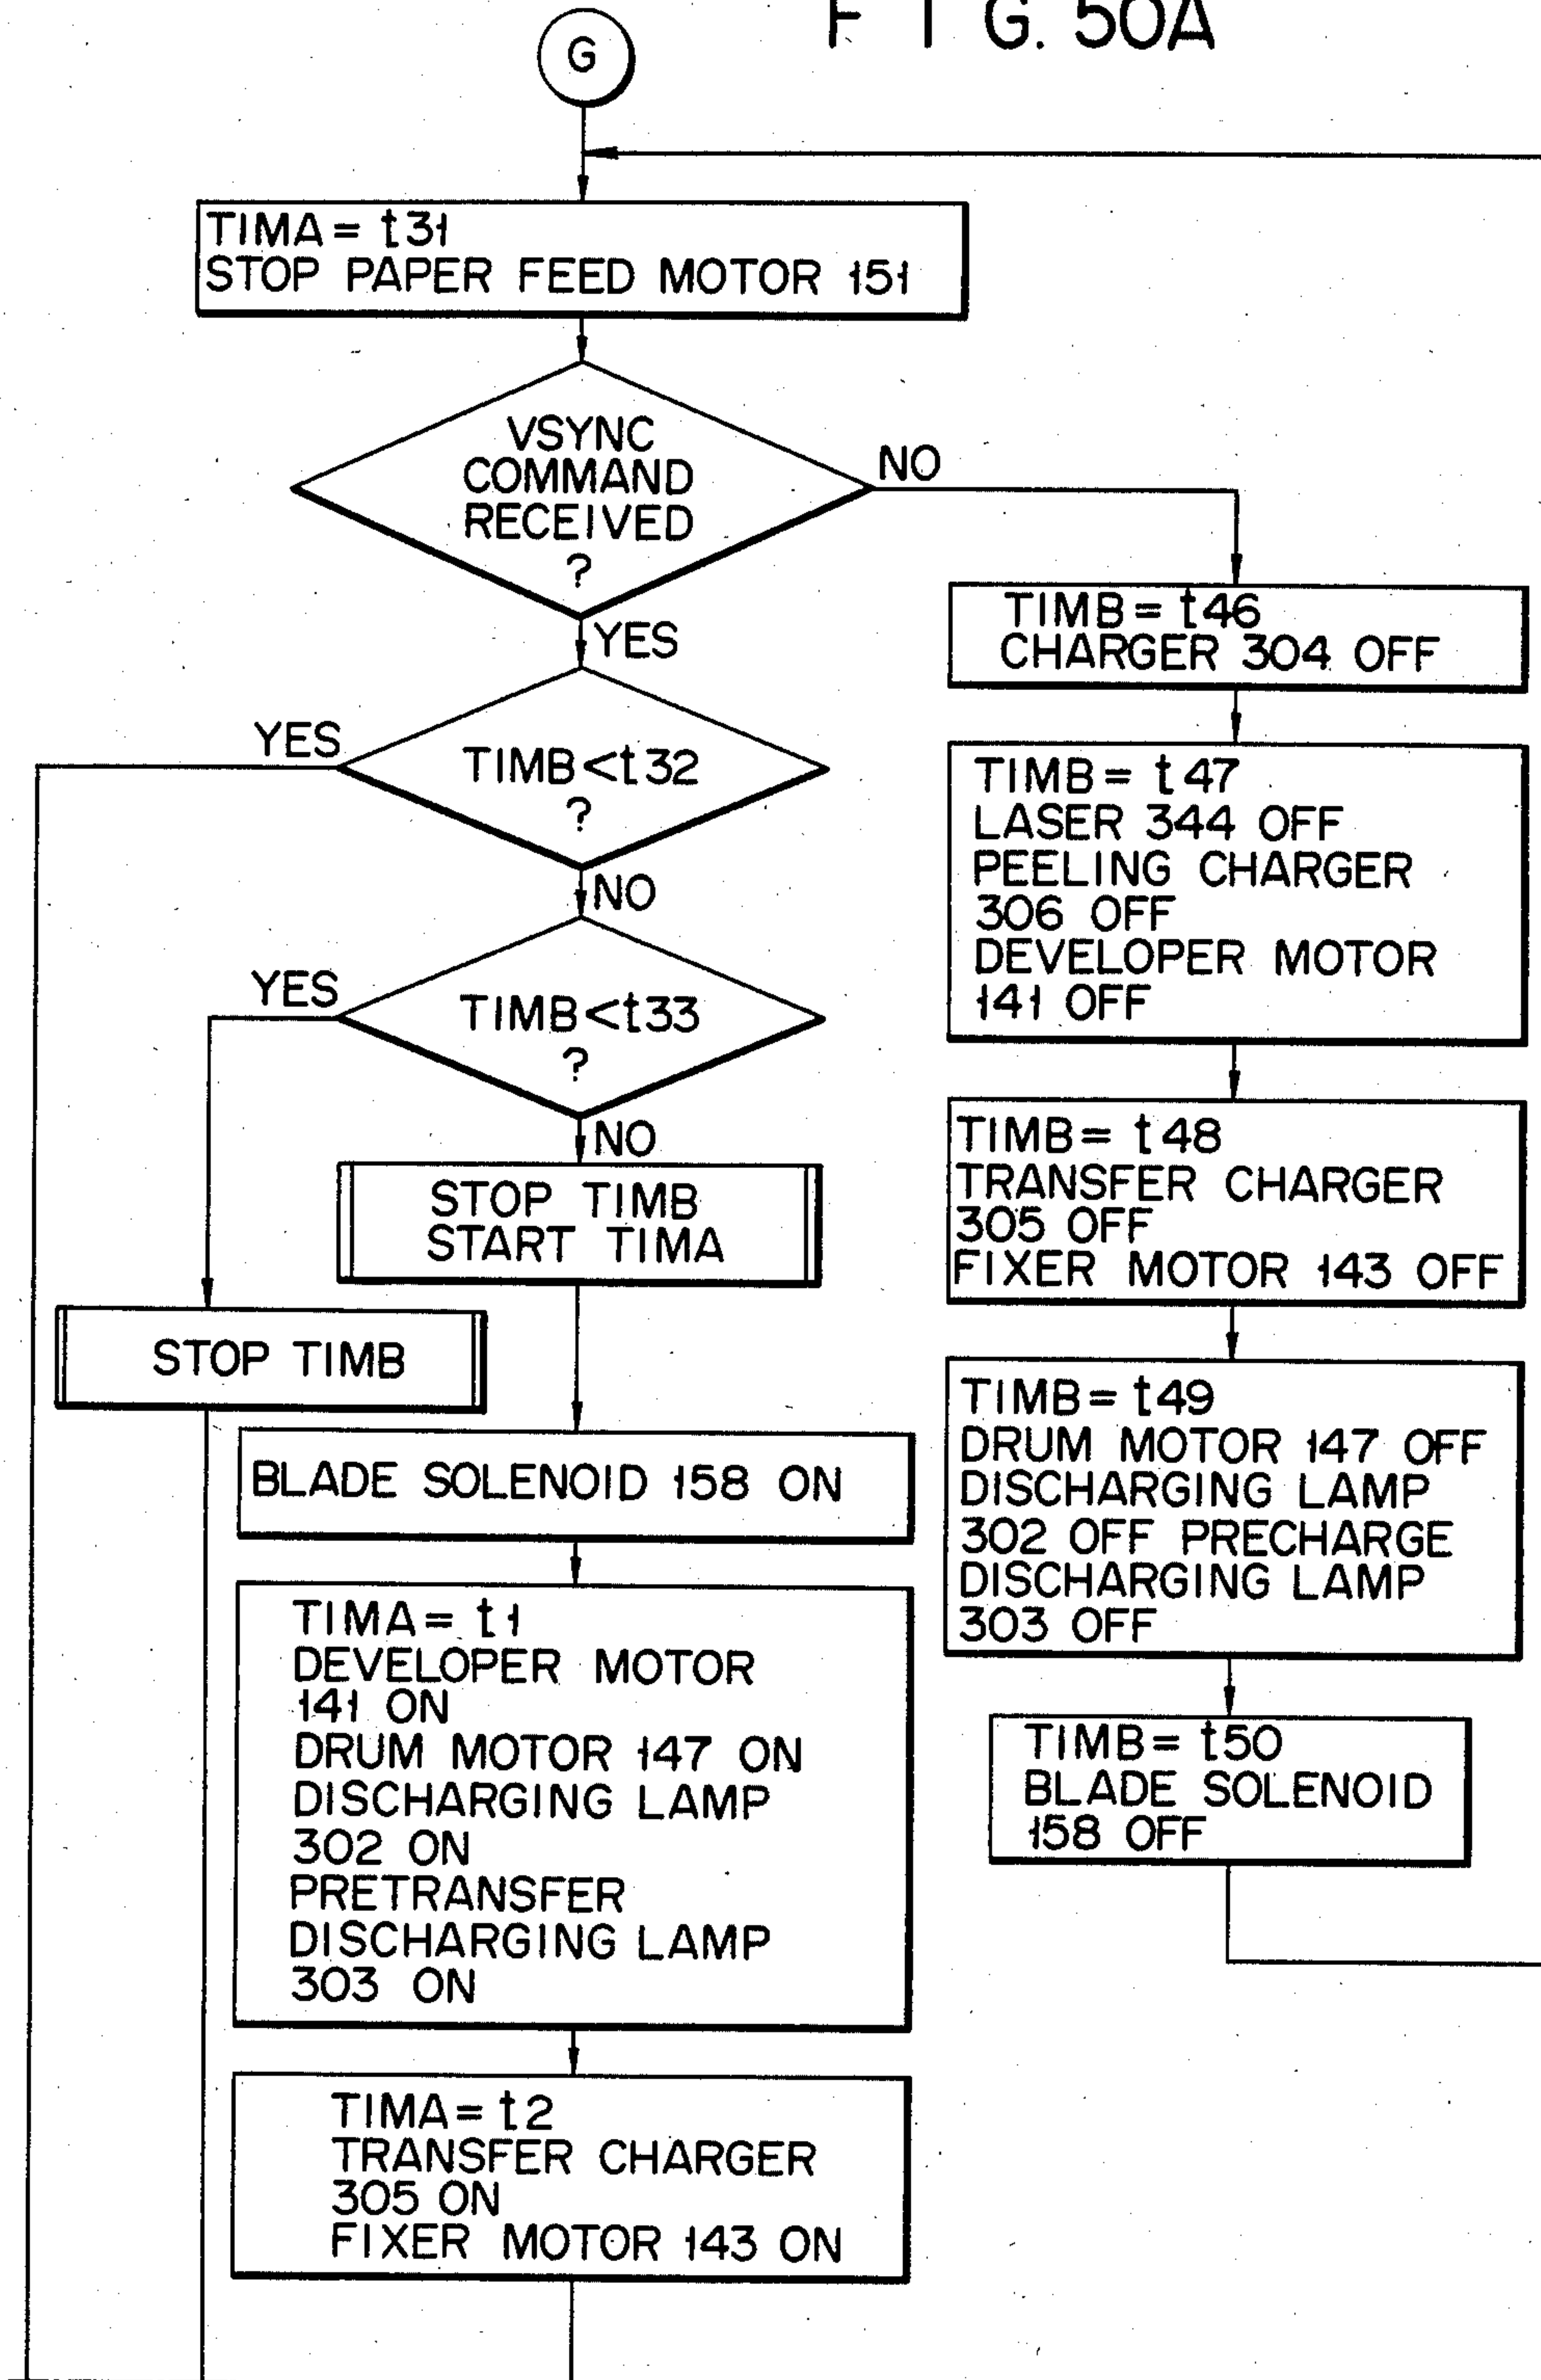 FIG. 50A
G
TIMA = t31
STOP PAPER FEED MOTOR 151
VSYNC
COMMAND
RECEIVED
?
NO
YES
TIMB = t46
CHARGER 304 OFF
YES
TIMB<t32
?
NO
TIMB = t47
LASER 344 OFF
PEELING CHARGER
306 OFF
DEVELOPER MOTOR
141 OFF
YES
TIMB<t33
?
NO
TIMB = t48
TRANSFER CHARGER
305 OFF
FIXER MOTOR 143 OFF
STOP TIMB
START TIMA
STOP TIMB
TIMB = t49
DRUM MOTOR 147 OFF
DISCHARGING LAMP
302 OFF PRECHARGE
DISCHARGING LAMP
303 OFF
BLADE SOLENOID 158 ON
TIMA = t1
DEVELOPER MOTOR
141 ON
DRUM MOTOR 147 ON
DISCHARGING LAMP
302 ON
PRETRANSFER
DISCHARGING LAMP
303 ON
TIMB = t50
BLADE SOLENOID
158 OFF
TIMA = t2
TRANSFER CHARGER
305 ON
FIXER MOTOR 143 ON